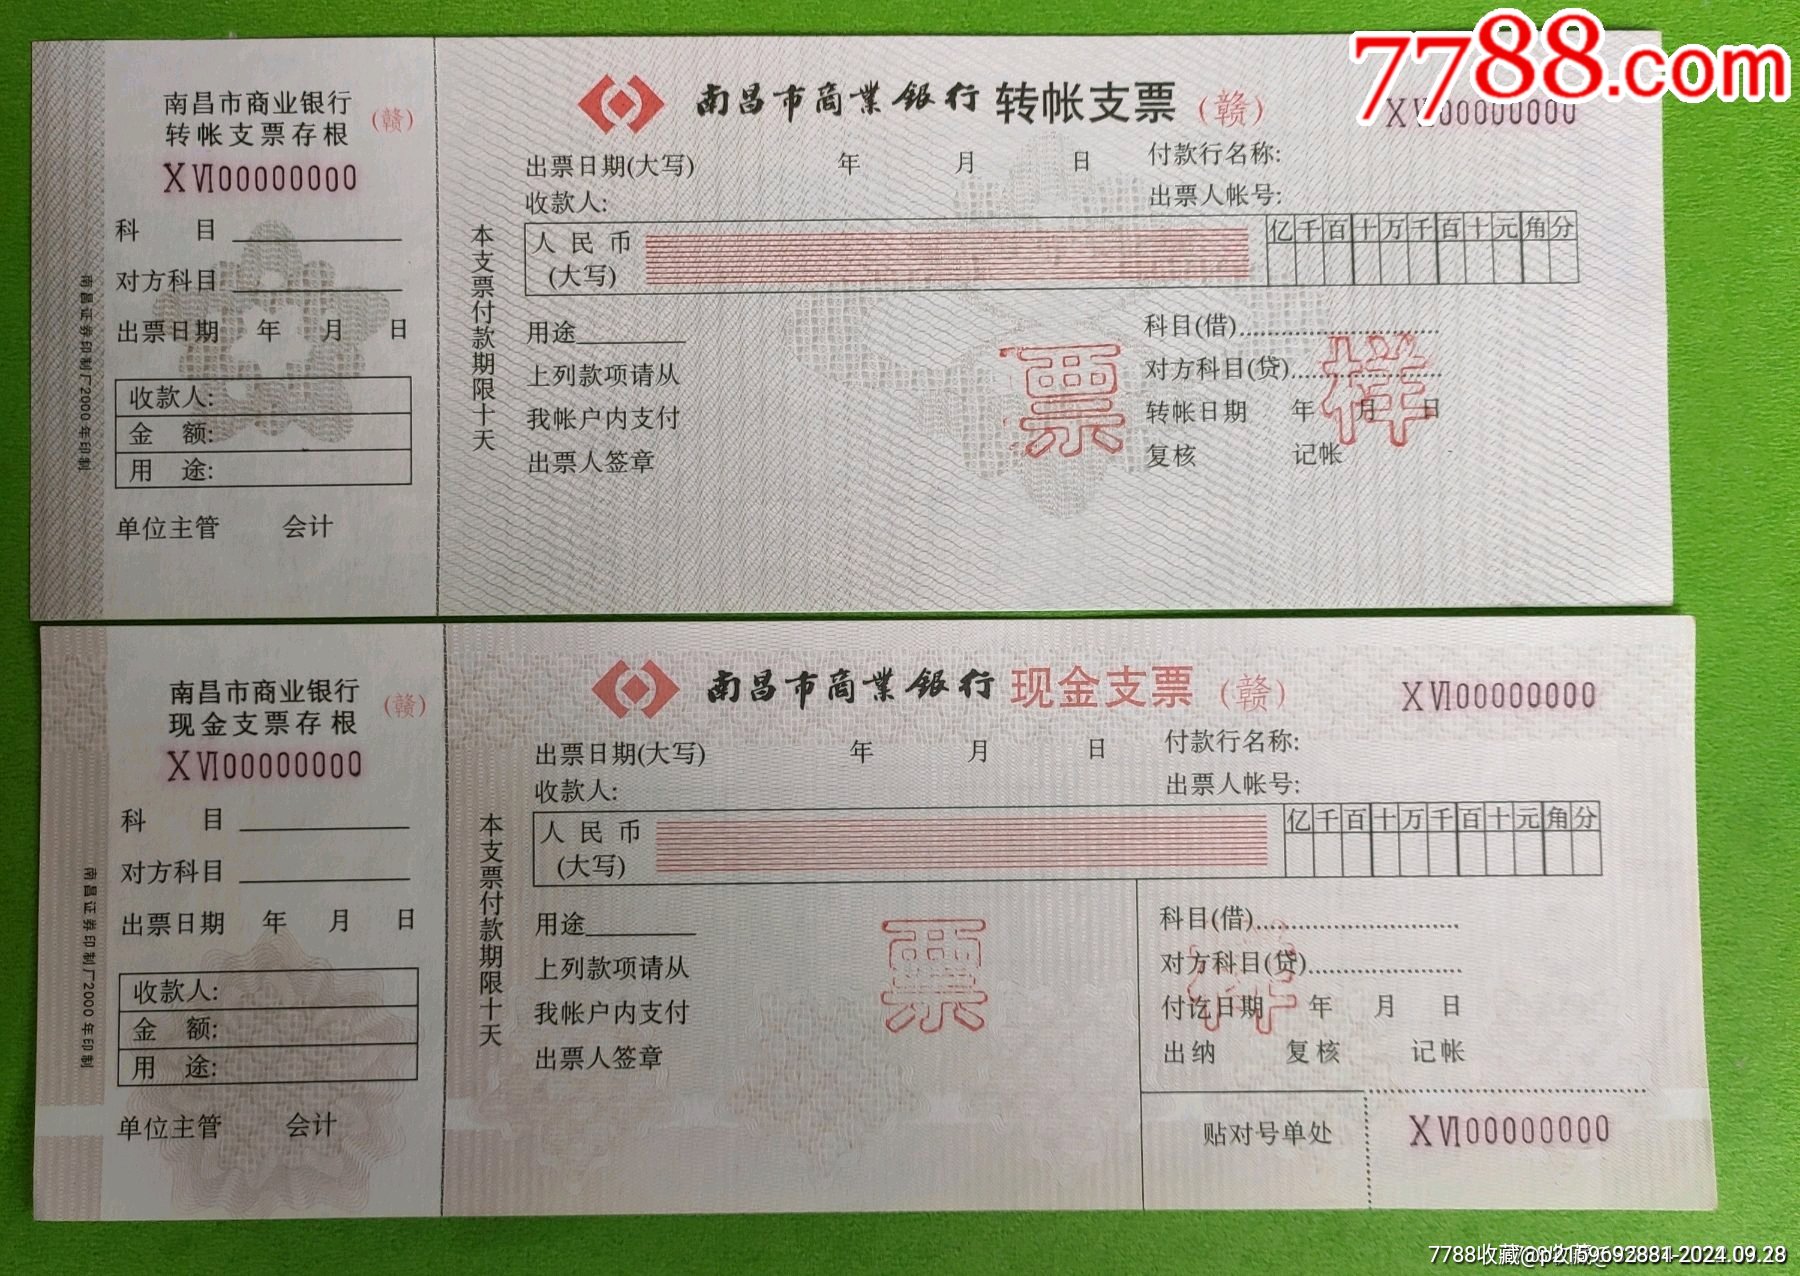 7788.com
南昌市商业银行
转帐支票存根
(赣)
XVI00000000
科 目
对方科目
出票日期 年 月 日
收款人:
金 额:
用 途:
单位主管 会计
南昌证券印制厂2000年印制
南昌市商業银行 转帐支票 (赣)
XVI00000000
出票日期(大写) 年 月 日
付款行名称:
收款人:
出票人帐号:
本支票付款期限十天
人民币
(大写)
亿千百十万千百十元角分
用途
上列款项请从
我帐户内支付
出票人签章
科目(借)
对方科目(贷)
转帐日期 年 月 日
复核 记帐
票样
南昌市商业银行
现金支票存根
(赣)
XVI00000000
科 目
对方科目
出票日期 年 月 日
收款人:
金 额:
用 途:
单位主管 会计
南昌证券印制厂2000年印制
南昌市商業银行 现金支票 (赣)
XVI00000000
出票日期(大写) 年 月 日
付款行名称:
收款人:
出票人帐号:
本支票付款期限十天
人民币
(大写)
亿千百十万千百十元角分
用途
上列款项请从
我帐户内支付
出票人签章
科目(借)
对方科目(贷)
付讫日期 年 月 日
出纳 复核 记帐
票样
贴对号单处
XVI00000000
7788收藏
2024.09.28